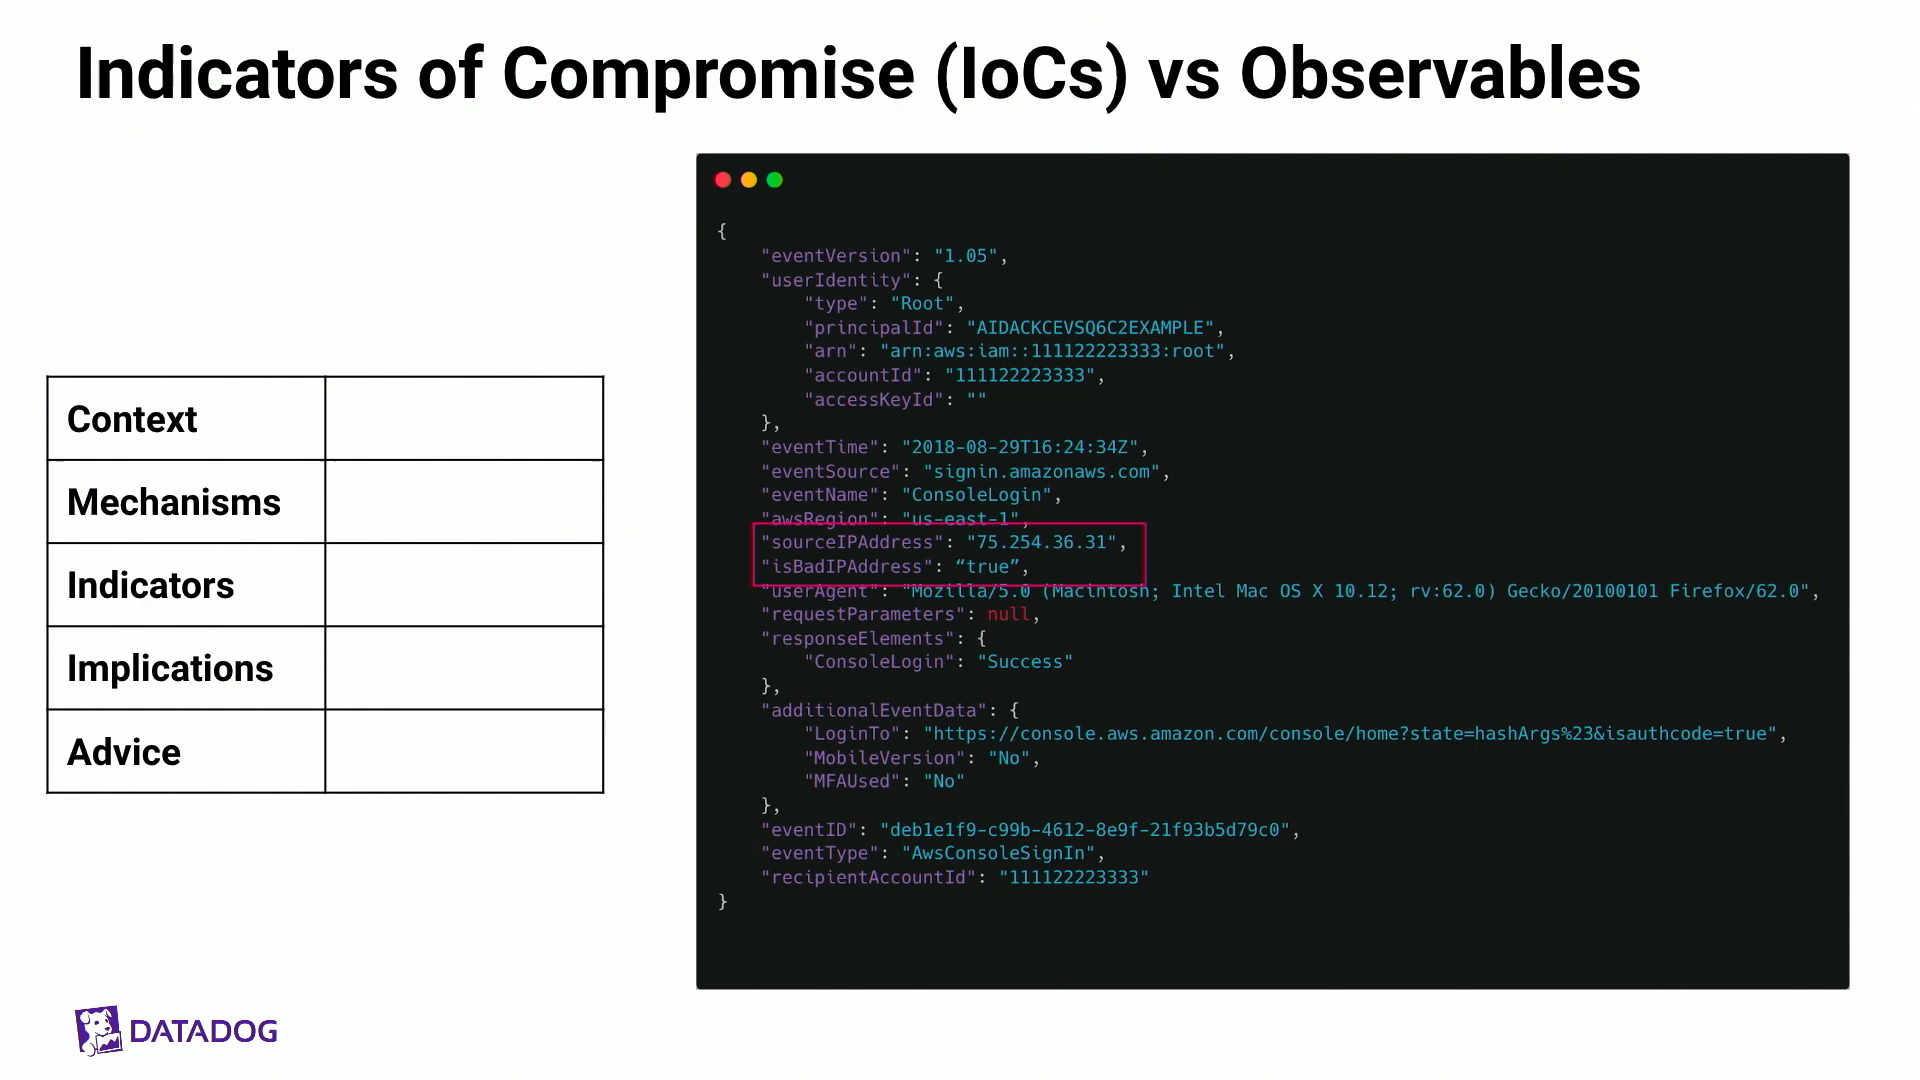 Indicators of Compromise (IoCs) vs Observables
Context
Mechanisms
Indicators
Implications
Advice
{
    "eventVersion": "1.05",
    "userIdentity": {
        "type": "Root",
        "principalId": "AIDACKCEVSQ6C2EXAMPLE",
        "arn": "arn:aws:iam::111122223333:root",
        "accountId": "111122223333",
        "accessKeyId": ""
    },
    "eventTime": "2018-08-29T16:24:34Z",
    "eventSource": "signin.amazonaws.com",
    "eventName": "ConsoleLogin",
    "awsRegion": "us-east-1",
    "sourceIPAddress": "75.254.36.31",
    "isBadIPAddress": “true”,
    "userAgent": "Mozilla/5.0 (Macintosh; Intel Mac OS X 10.12; rv:62.0) Gecko/20100101 Firefox/62.0",
    "requestParameters": null,
    "responseElements": {
        "ConsoleLogin": "Success"
    },
    "additionalEventData": {
        "LoginTo": "https://console.aws.amazon.com/console/home?state=hashArgs%23&isauthcode=true",
        "MobileVersion": "No",
        "MFAUsed": "No"
    },
    "eventID": "deb1e1f9-c99b-4612-8e9f-21f93b5d79c0",
    "eventType": "AwsConsoleSignIn",
    "recipientAccountId": "111122223333"
}
DATADOG